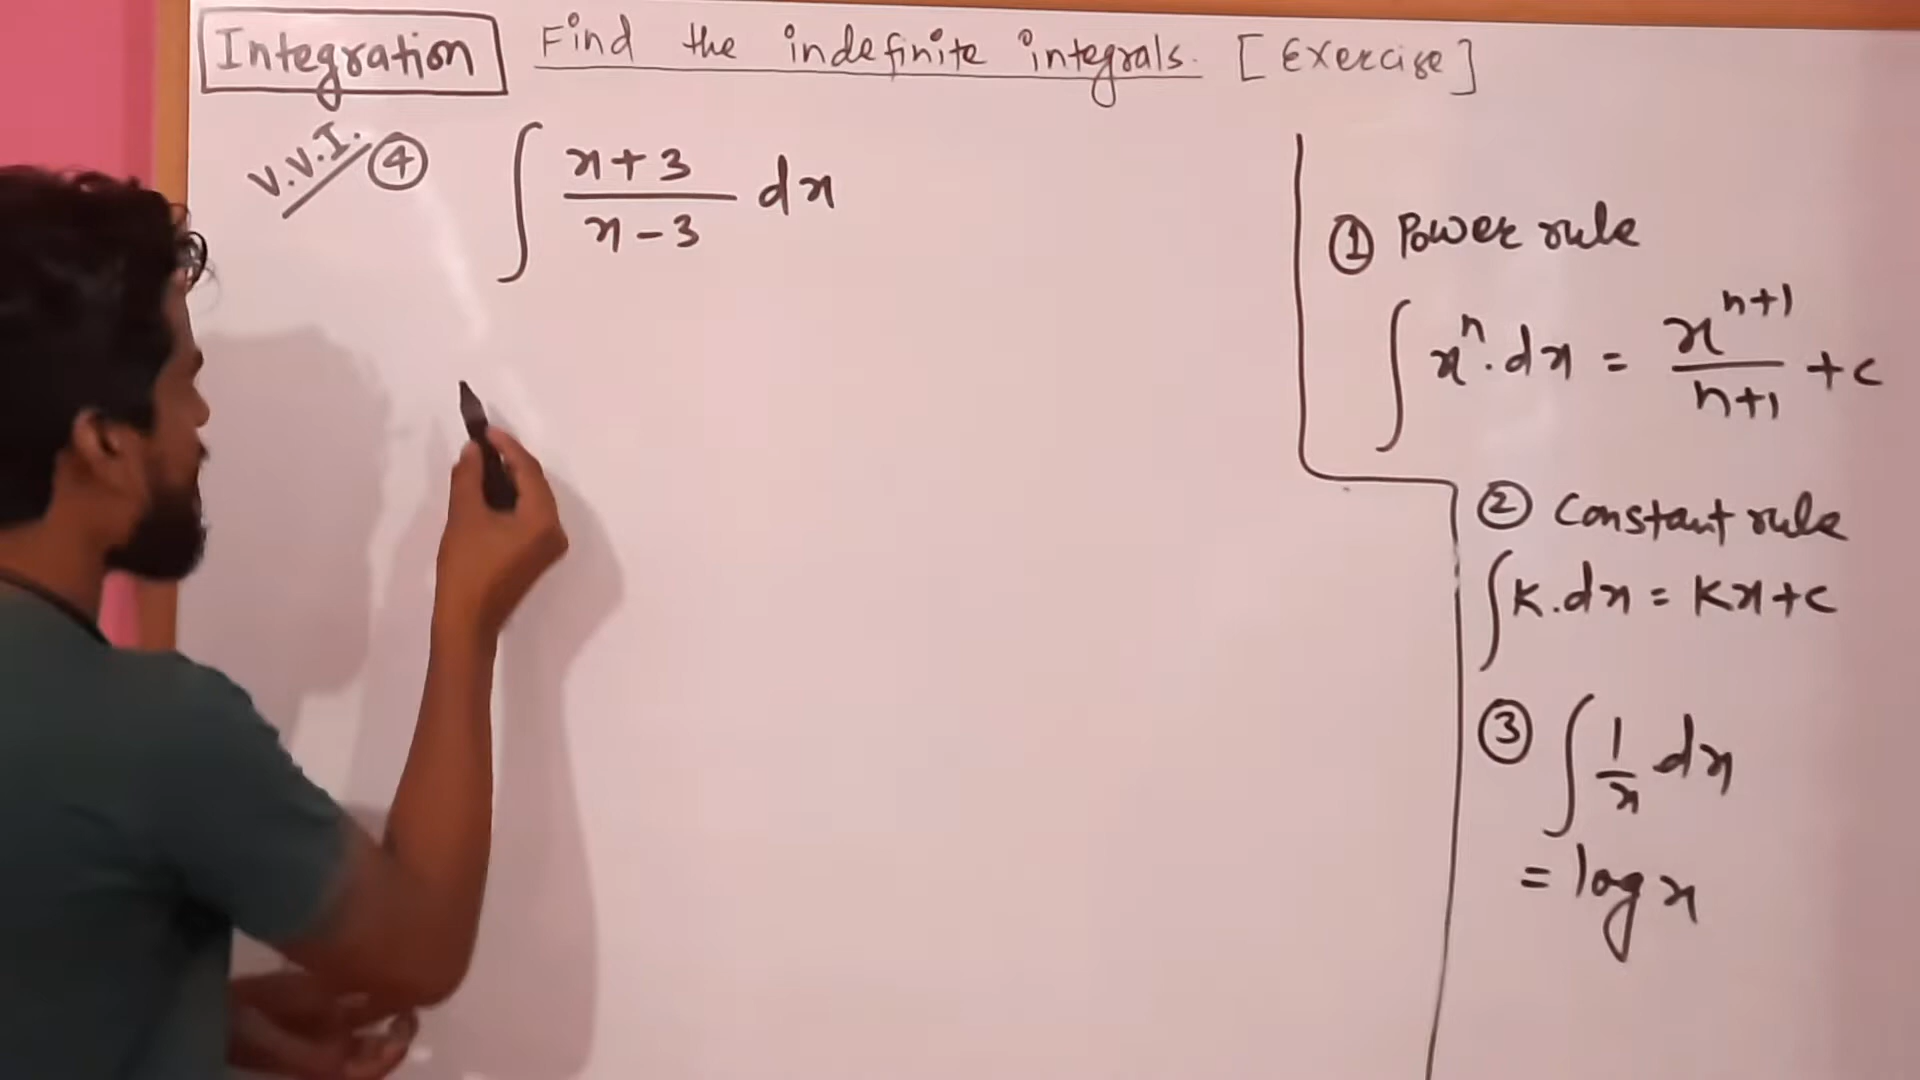 Integration Find the indefinite integrals. [Exercise]
V.V.I. ④ ∫ (x+3)/(x-3) dx
① Power rule
∫ xⁿ.dx = xⁿ⁺¹/(n+1) + c
② Constant rule
∫ K.dx = Kx+c
③ ∫ 1/x dx
= log x